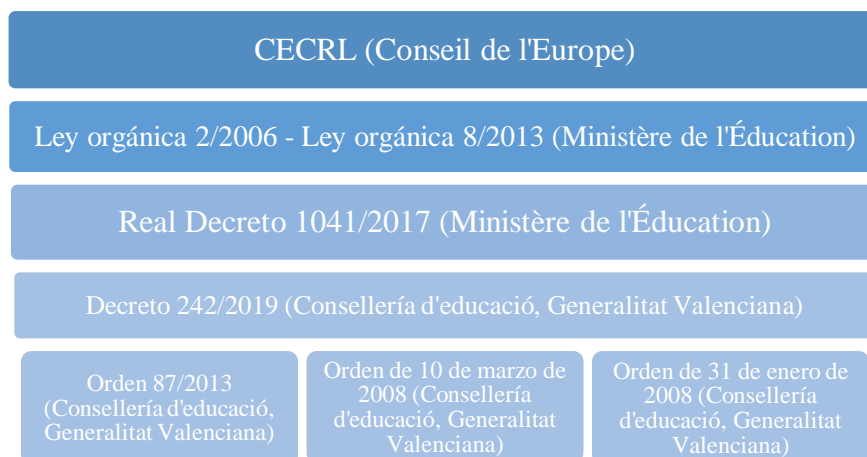 CECRL (Conseil de l'Europe)
Ley orgánica 2/2006 - Ley orgánica 8/2013 (Ministère de l'Éducation)
Real Decreto 1041/2017 (Ministère de l'Éducation)
Decreto 242/2019 (Consellería d'educació, Generalitat Valenciana)
Orden 87/2013
(Consellería d'educació,
Generalitat Valenciana)
Orden de 10 de marzo de
2008 (Consellería
d'educació, Generalitat
Valenciana)
Orden de 31 de enero de
2008 (Consellería
d'educació, Generalitat
Valenciana)